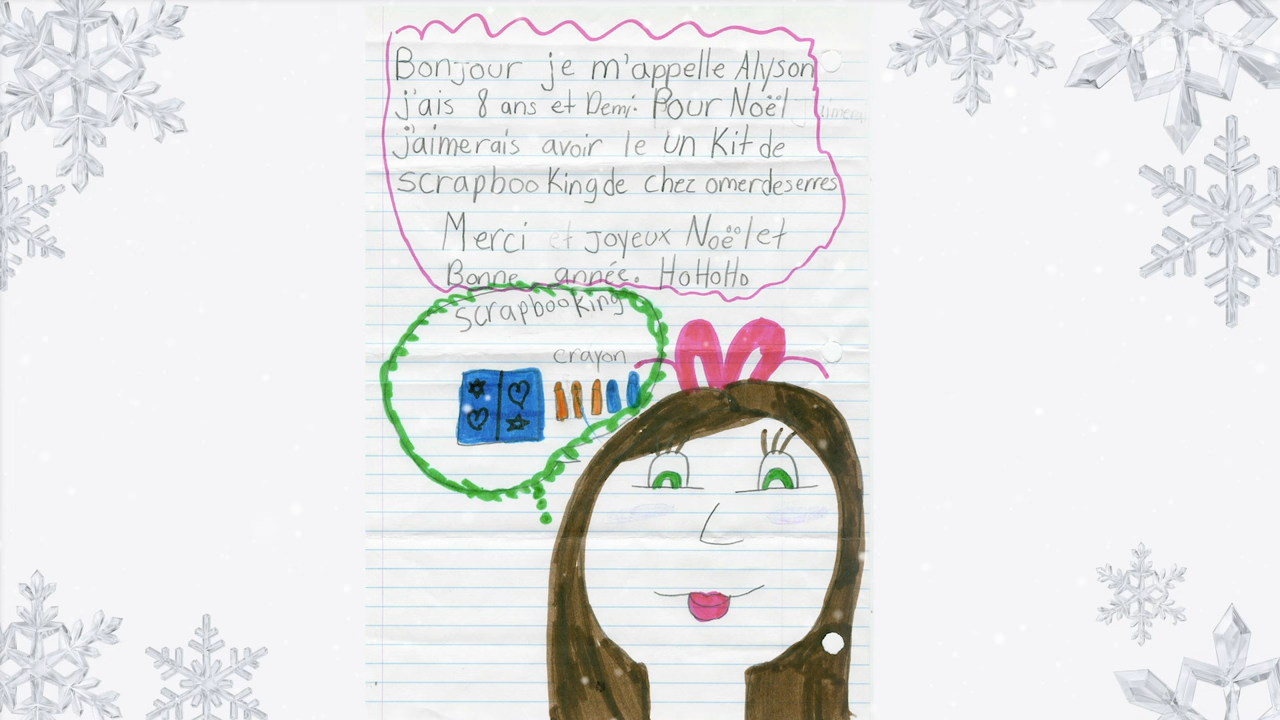 Bonjour je m'appelle Alyson
j'ais 8 ans et Demi. Pour Noël
j'aimerais avoir le un Kit de
scrapbooKing de chez omerdeserres
Merci et joyeux Noël et
Bonne année. HoHoHo
scrapbooking
crayon